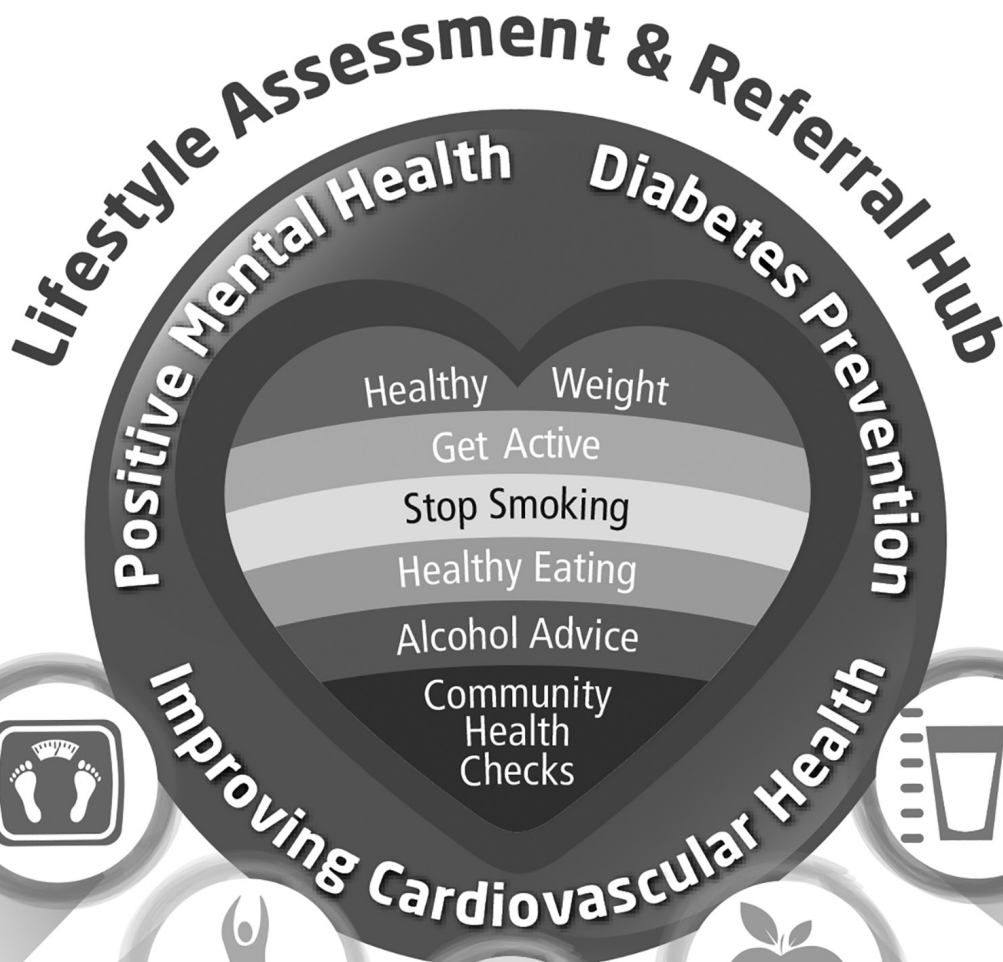 Lifestyle Assessment & Referral Hub
Positive Mental Health
Diabetes Prevention
Healthy Weight
Get Active
Stop Smoking
Healthy Eating
Alcohol Advice
Community
Health
Checks
Improving Cardiovascular Health